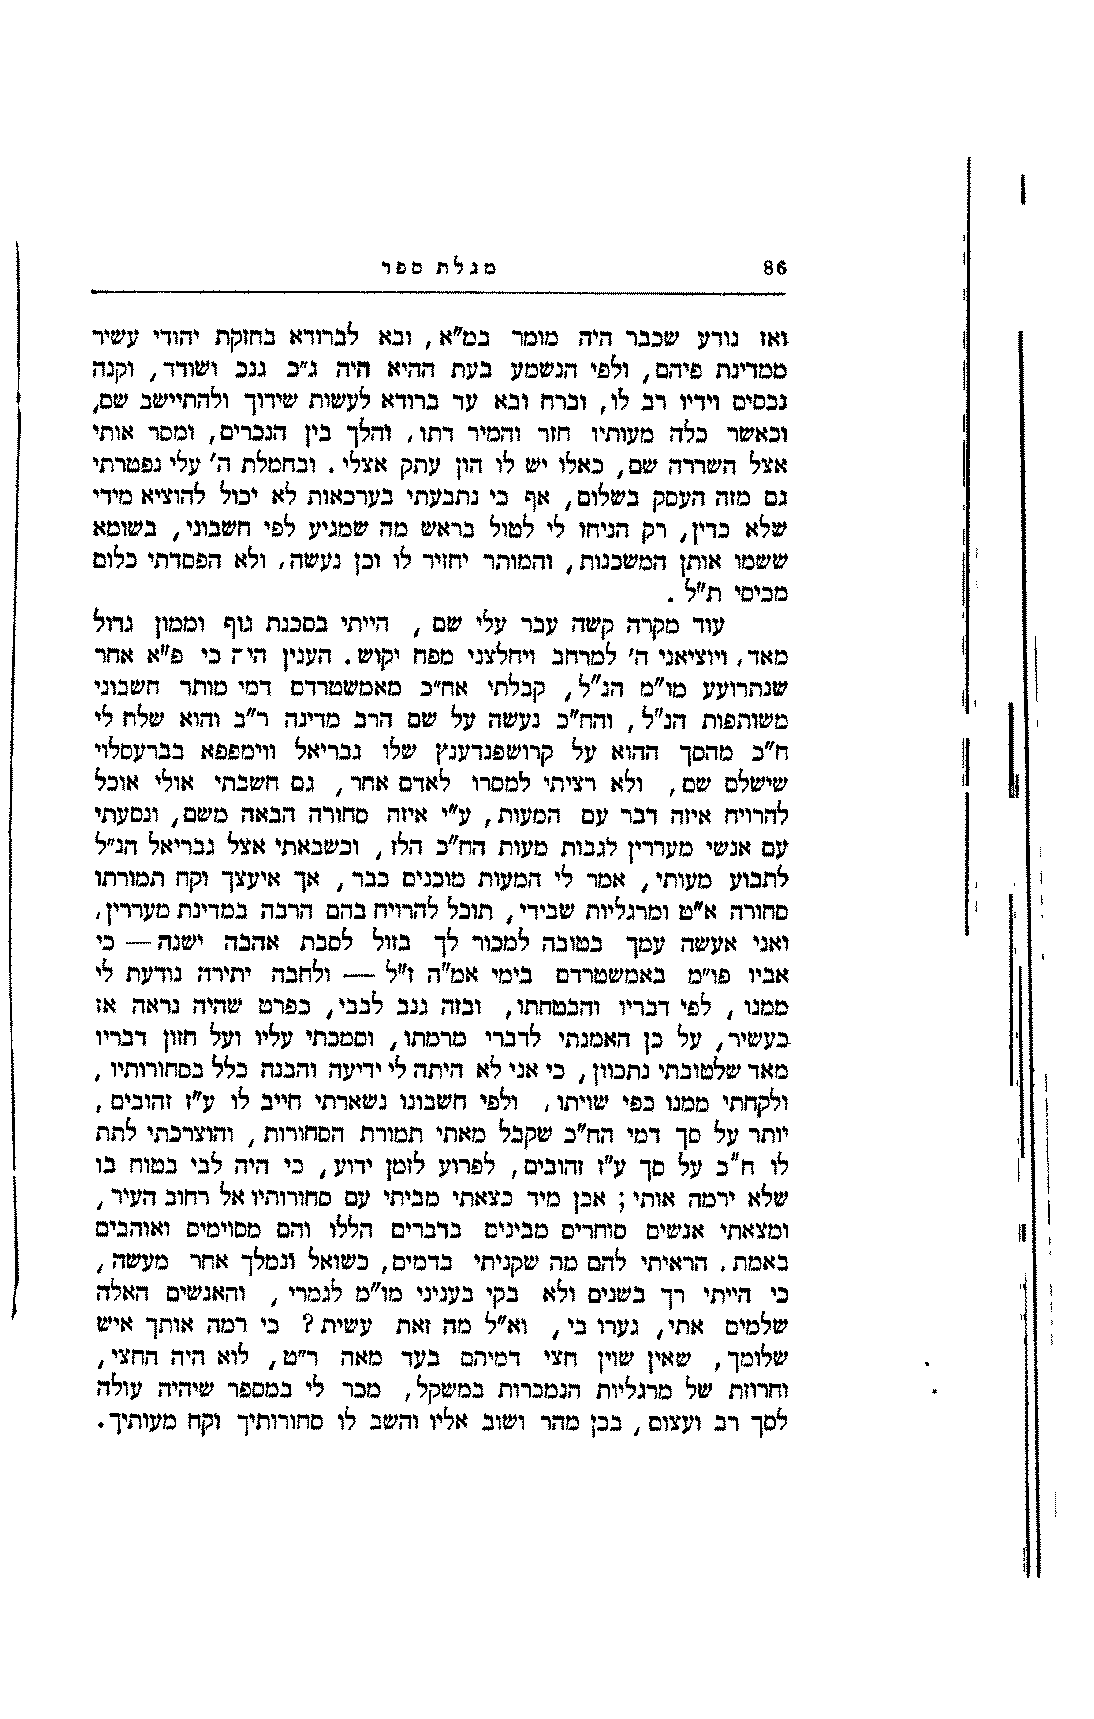 86 מגלת ספר
ואז נודע שכבר היה מומר במ"א, ובא לברודא בחזקת יהודי עשיר
ממדינת פיהם, ולפי הנשמע בעת ההיא היה ג"כ גנב ושודד, וקנה
נכסים וידיו רב לו, וברח ובא עד ברודא לעשות שידוך ולהתיישב שם,
וכאשר כלה מעותיו חזר והמיר דתו, והלך בין הנכרים, ומסר אותי
אצל השררה שם, כאלו יש לו הון עתק אצלי. ובחמלת ה' עלי נפטרתי
גם מזה העסק בשלום, אף כי נתבעתי בערכאות לא יכול להוציא מידי
שלא כדין, רק הניחו לי לטול בראש מה שמגיע לפי חשבוני, בשומא
ששמו אותן המשכנות, והמותר יחזיר לו וכן נעשה, ולא הפסדתי כלום
מכיסי ת"ל.
עוד מקרה קשה עבר עלי שם, הייתי בסכנת גוף וממון גדול
מאד, ויוציאני ה' למרחב ויחלצני מפח יקוש. הענין הי' כי פ"א אחר
שנתרועע מו"מ הנ"ל, קבלתי אח"כ מאמשטרדם דמי מותר חשבוני
משותפות הנ"ל, והח"כ נעשה על שם הרב מדינה ר"ב והוא שלח לי
ח"כ מהסך ההוא על קרושפנדענץ שלו גבריאל ווימפפא בברעסלוי
שישלם שם, ולא רציתי למסרו לאדם אחר, גם חשבתי אולי אוכל
להרויח איזה דבר עם המעות, ע"י איזה סחורה הבאה משם, ונסעתי
עם אנשי מעררין לגבות מעות הח"כ הלז, וכשבאתי אצל גבריאל הנ"ל
לתבוע מעותי, אמר לי המעות מוכנים כבר, אך איעצך וקח תמורתו
סחורה א"ט ומרגליות שבידי, תוכל להרויח בהם הרבה במדינת מעררין,
ואני אעשה עמך בטובה למכור לך בזול לסבת אהבה ישנה — כי
אביו פו"מ באמשטרדם בימי אמ"ה ז"ל — ולחבה יתירה נודעת לי
ממנו, לפי דבריו והבטחתו, ובזה גנב לבבי, בפרט שהיה נראה אז
כעשיר, על כן האמנתי לדברי מרמתו, וסמכתי עליו ועל חזון דבריו
מאד שלטובתי נתכוון, כי אני לא היתה לי ידיעה והבנה כלל בסחורותיו,
ולקחתי ממנו כפי שויתו, ולפי חשבונו נשארתי חייב לו ע"ז זהובים,
יותר על סך דמי הח"כ שקבל מאתי תמורת הסחורות, והוצרכתי לתת
לו ח"כ על סך ע"ז זהובים, לפרוע לזמן ידוע, כי היה לבי בטוח בו
שלא ירמה אותי; אכן מיד כצאתי מביתי עם סחורותיו אל רחוב העיר,
ומצאתי אנשים סוחרים מבינים בדברים הללו והם מסוימים ואוהבים
באמת. הראיתי להם מה שקניתי בדמים, כשואל ונמלך אחר מעשה,
כי הייתי רך בשנים ולא בקי בעניני מו"מ לגמרי, והאנשים האלה
שלמים אתי, גערו בי, וא"ל מה זאת עשית? כי רמה אותך איש
שלומך, שאין שוין חצי דמיהם בעד מאה ר"ט, לוא היה החצי,
וחרוזת של מרגליות הנמכרות במשקל, מכר לי במספר שיהיה עולה
לסך רב ועצום, בכן מהר ושוב אליו והשב לו סחורותיך וקח מעותיך.